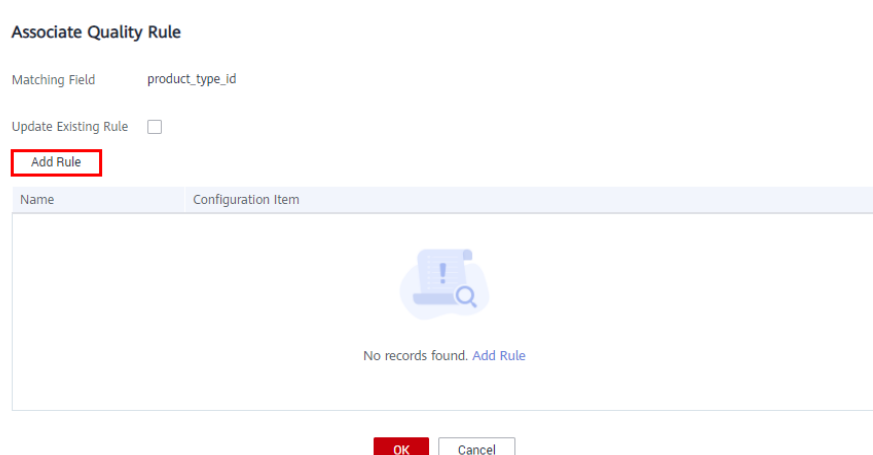 Associate Quality Rule
Matching Field product_type_id
Update Existing Rule
Add Rule
Name Configuration Item
No records found. Add Rule
OK Cancel